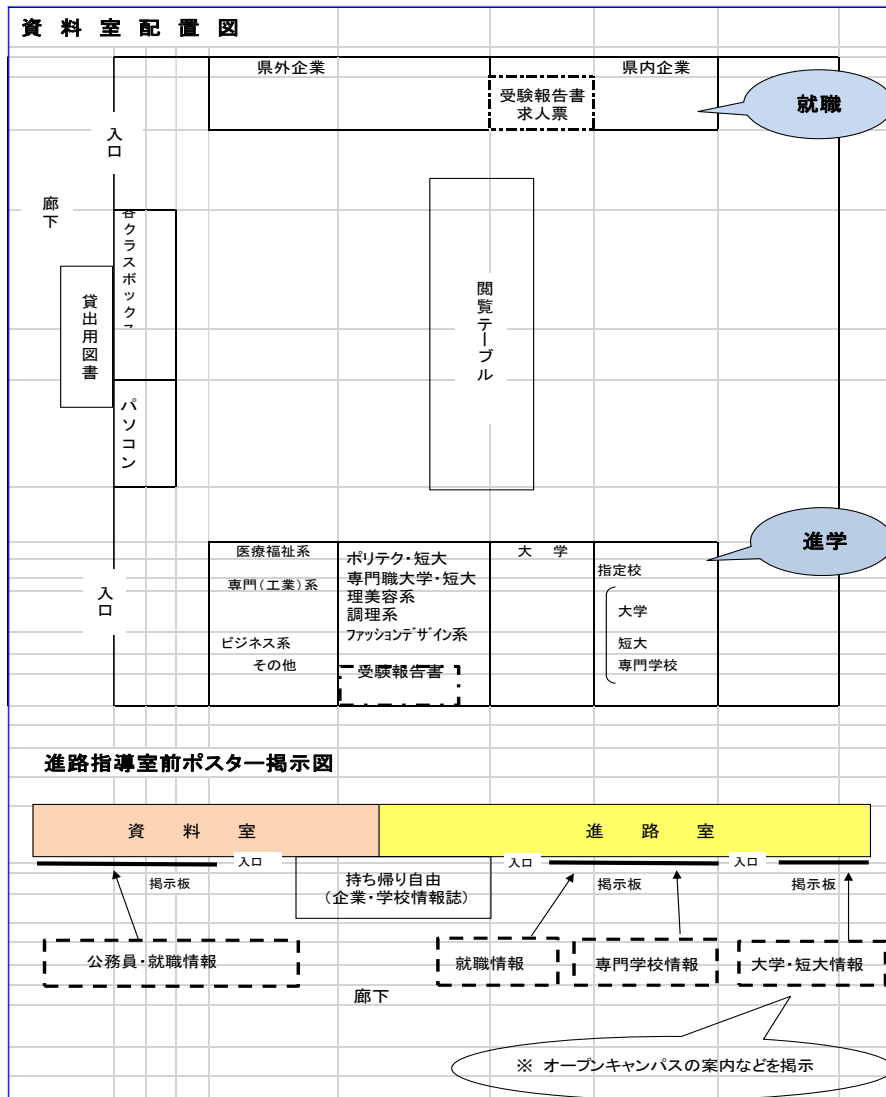 資料室配置図
県外企業
県内企業
受験報告書
求人票
就職
入口
廊下
各クラスボックス
貸出用図書
閲覧テーブル
パソコン
進学
入口
医療福祉系
専門(工業)系
ビジネス系
その他
ポリテク・短大
専門職大学・短大
理美容系
調理系
ファッションデザイン系
受験報告書
大学
指定校
大学
短大
専門学校
進路指導室前ポスター掲示図
資料室
進路室
入口
入口
入口
掲示板
持ち帰り自由
(企業・学校情報誌)
掲示板
掲示板
公務員・就職情報
就職情報
専門学校情報
大学・短大情報
廊下
※ オープンキャンパスの案内などを掲示